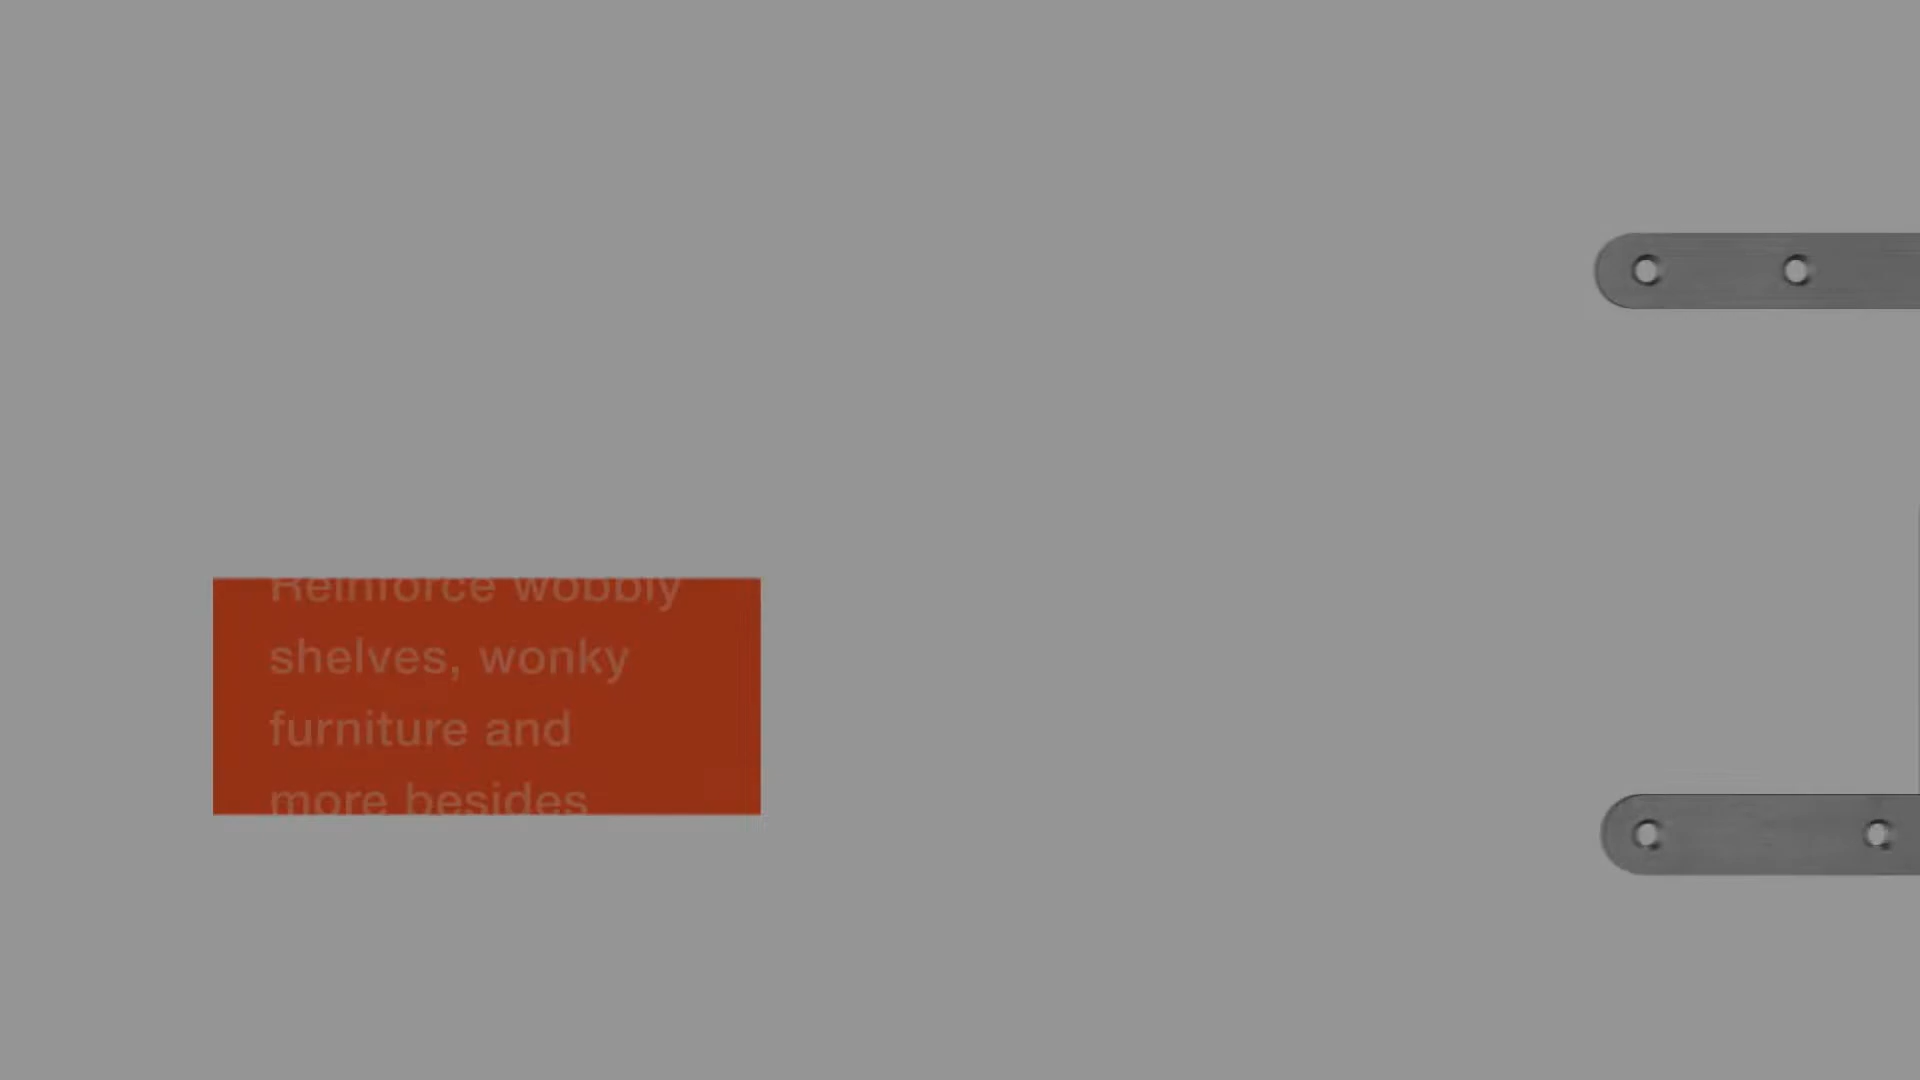 Reinforce wobbly
shelves, wonky
furniture and
more besides